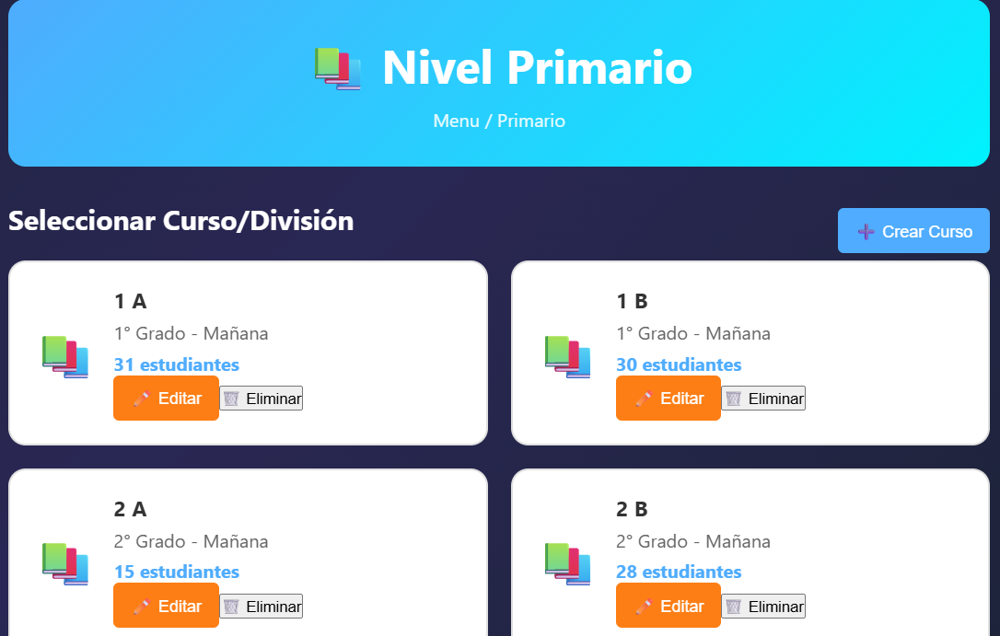 Nivel Primario
Menu / Primario
Seleccionar Curso/División
Crear Curso
1 A
1° Grado - Mañana
31 estudiantes
Editar Eliminar
1 B
1° Grado - Mañana
30 estudiantes
Editar Eliminar
2 A
2° Grado - Mañana
15 estudiantes
Editar Eliminar
2 B
2° Grado - Mañana
28 estudiantes
Editar Eliminar